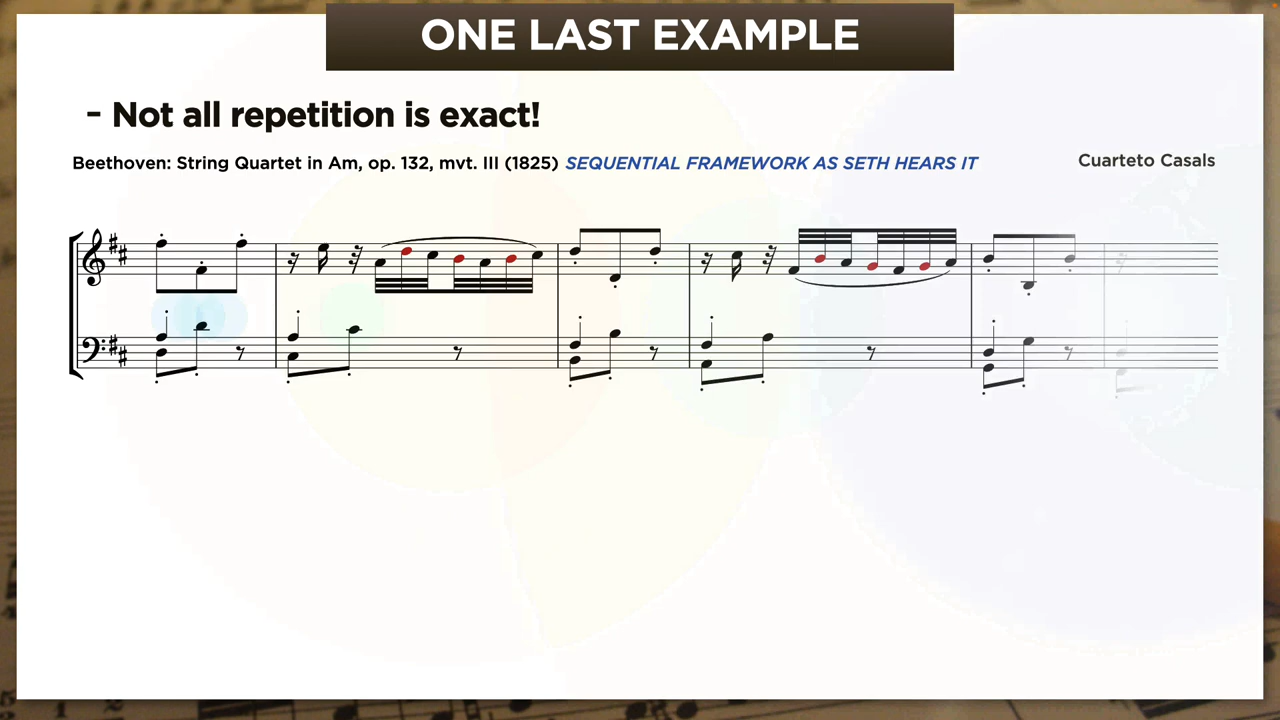 ONE LAST EXAMPLE
- Not all repetition is exact!
Beethoven: String Quartet in Am, op. 132, mvt. III (1825) SEQUENTIAL FRAMEWORK AS SETH HEARS IT
Cuarteto Casals